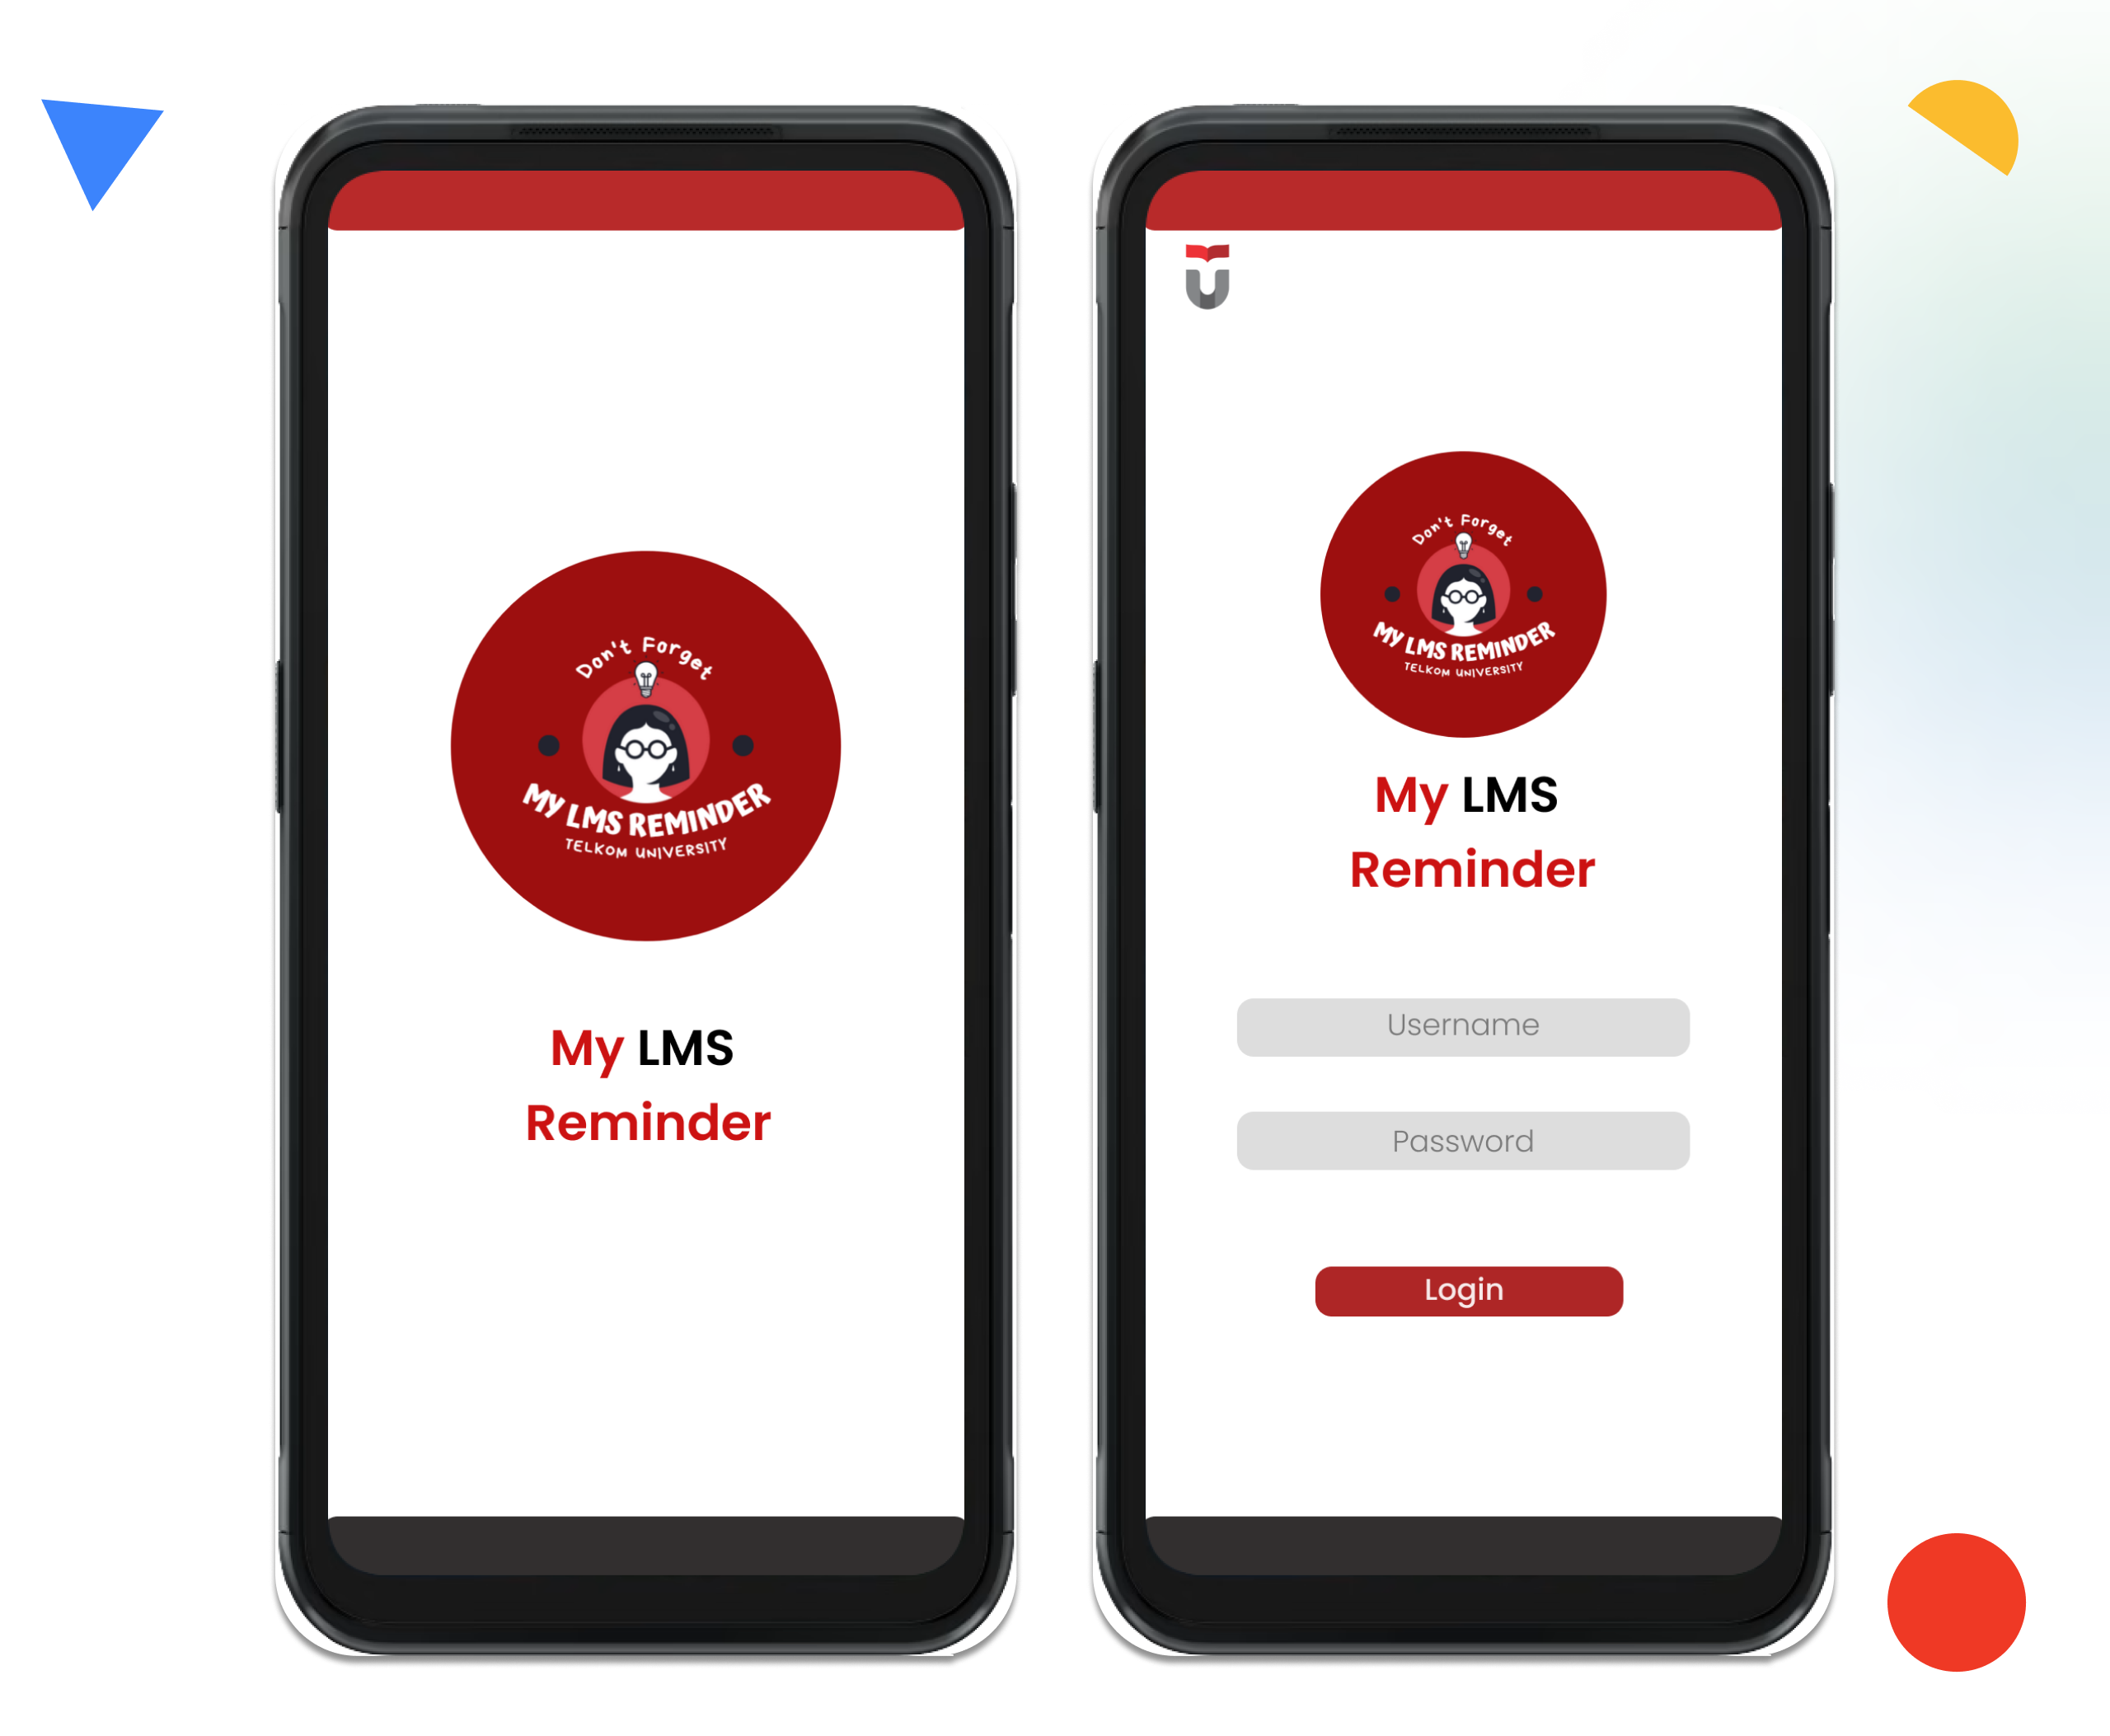 Don't Forget
MY LMS REMINDER
TELKOM UNIVERSITY
My LMS
Reminder
Don't Forget
MY LMS REMINDER
TELKOM UNIVERSITY
My LMS
Reminder
Username
Password
Login